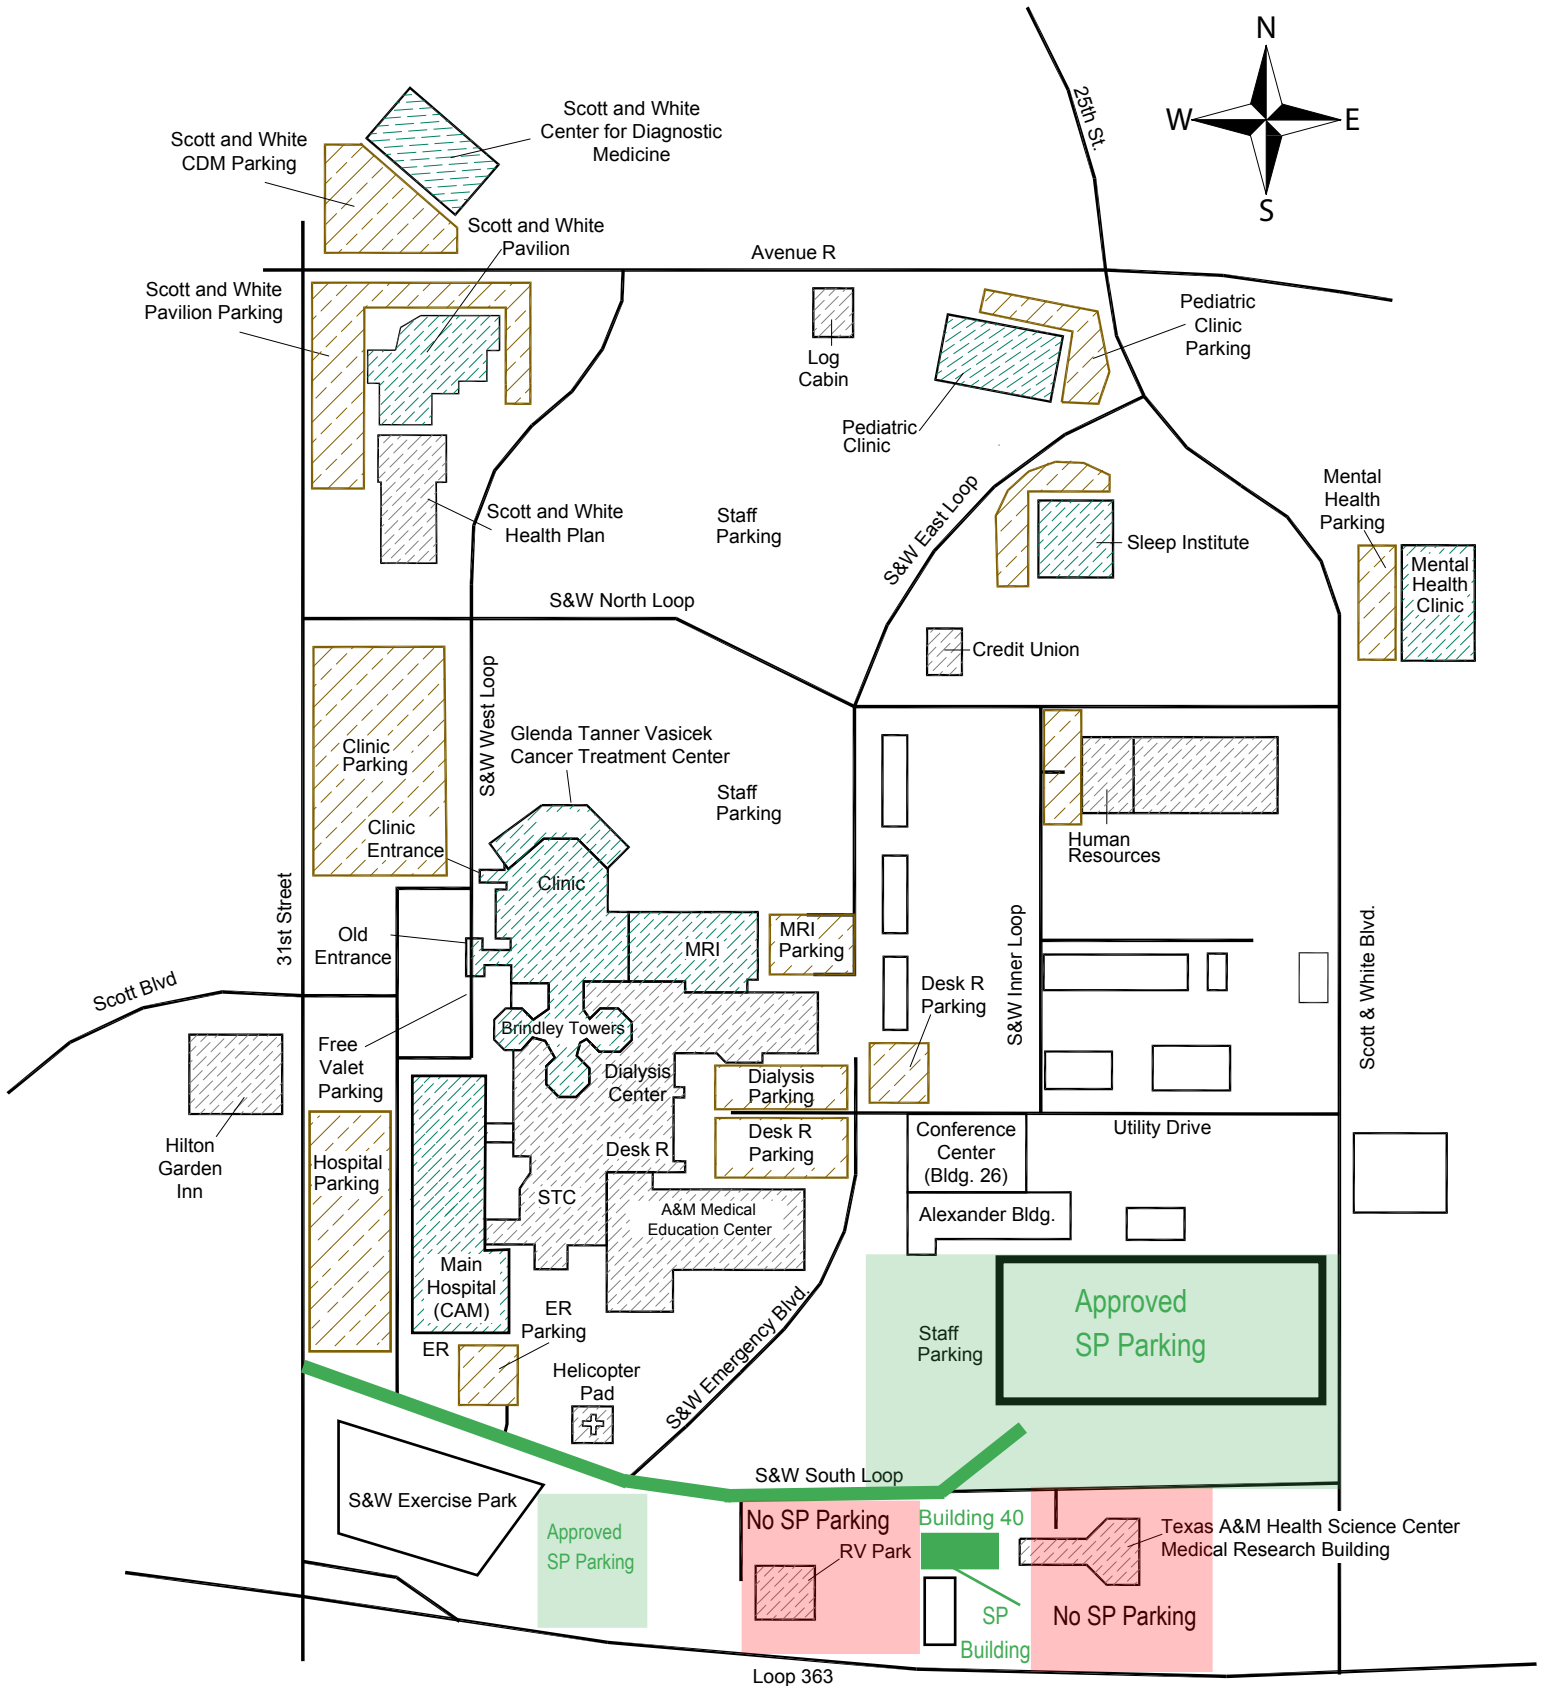 N
W
E
S
25th St.
Scott and White
Center for Diagnostic
Medicine
Scott and White
CDM Parking
Scott and White
Pavilion
Avenue R
Scott and White
Pavilion Parking
Pediatric
Clinic
Parking
Log
Cabin
Pediatric
Clinic
Mental
Health
Parking
Scott and White
Health Plan
Staff
Parking
S&W East Loop
Sleep Institute
Mental
Health
Clinic
S&W North Loop
Credit Union
S&W West Loop
Glenda Tanner Vasicek
Cancer Treatment Center
Clinic
Parking
Staff
Parking
Clinic
Entrance
Human
Resources
Clinic
31st Street
Old
Entrance
MRI
MRI
Parking
S&W Inner Loop
Scott & White Blvd.
Scott Blvd
Desk R
Parking
Brindley Towers
Free
Valet
Parking
Dialysis
Center
Dialysis
Parking
Utility Drive
Hilton
Garden
Inn
Hospital
Parking
Desk R
Desk R
Parking
Conference
Center
(Bldg. 26)
STC
A&M Medical
Education Center
Alexander Bldg.
Main
Hospital
(CAM)
ER
ER
Parking
S&W Emergency Blvd.
Staff
Parking
Approved
SP Parking
Helicopter
Pad
S&W South Loop
S&W Exercise Park
Approved
SP Parking
No SP Parking
RV Park
Building 40
SP
Building
Texas A&M Health Science Center
Medical Research Building
No SP Parking
Loop 363